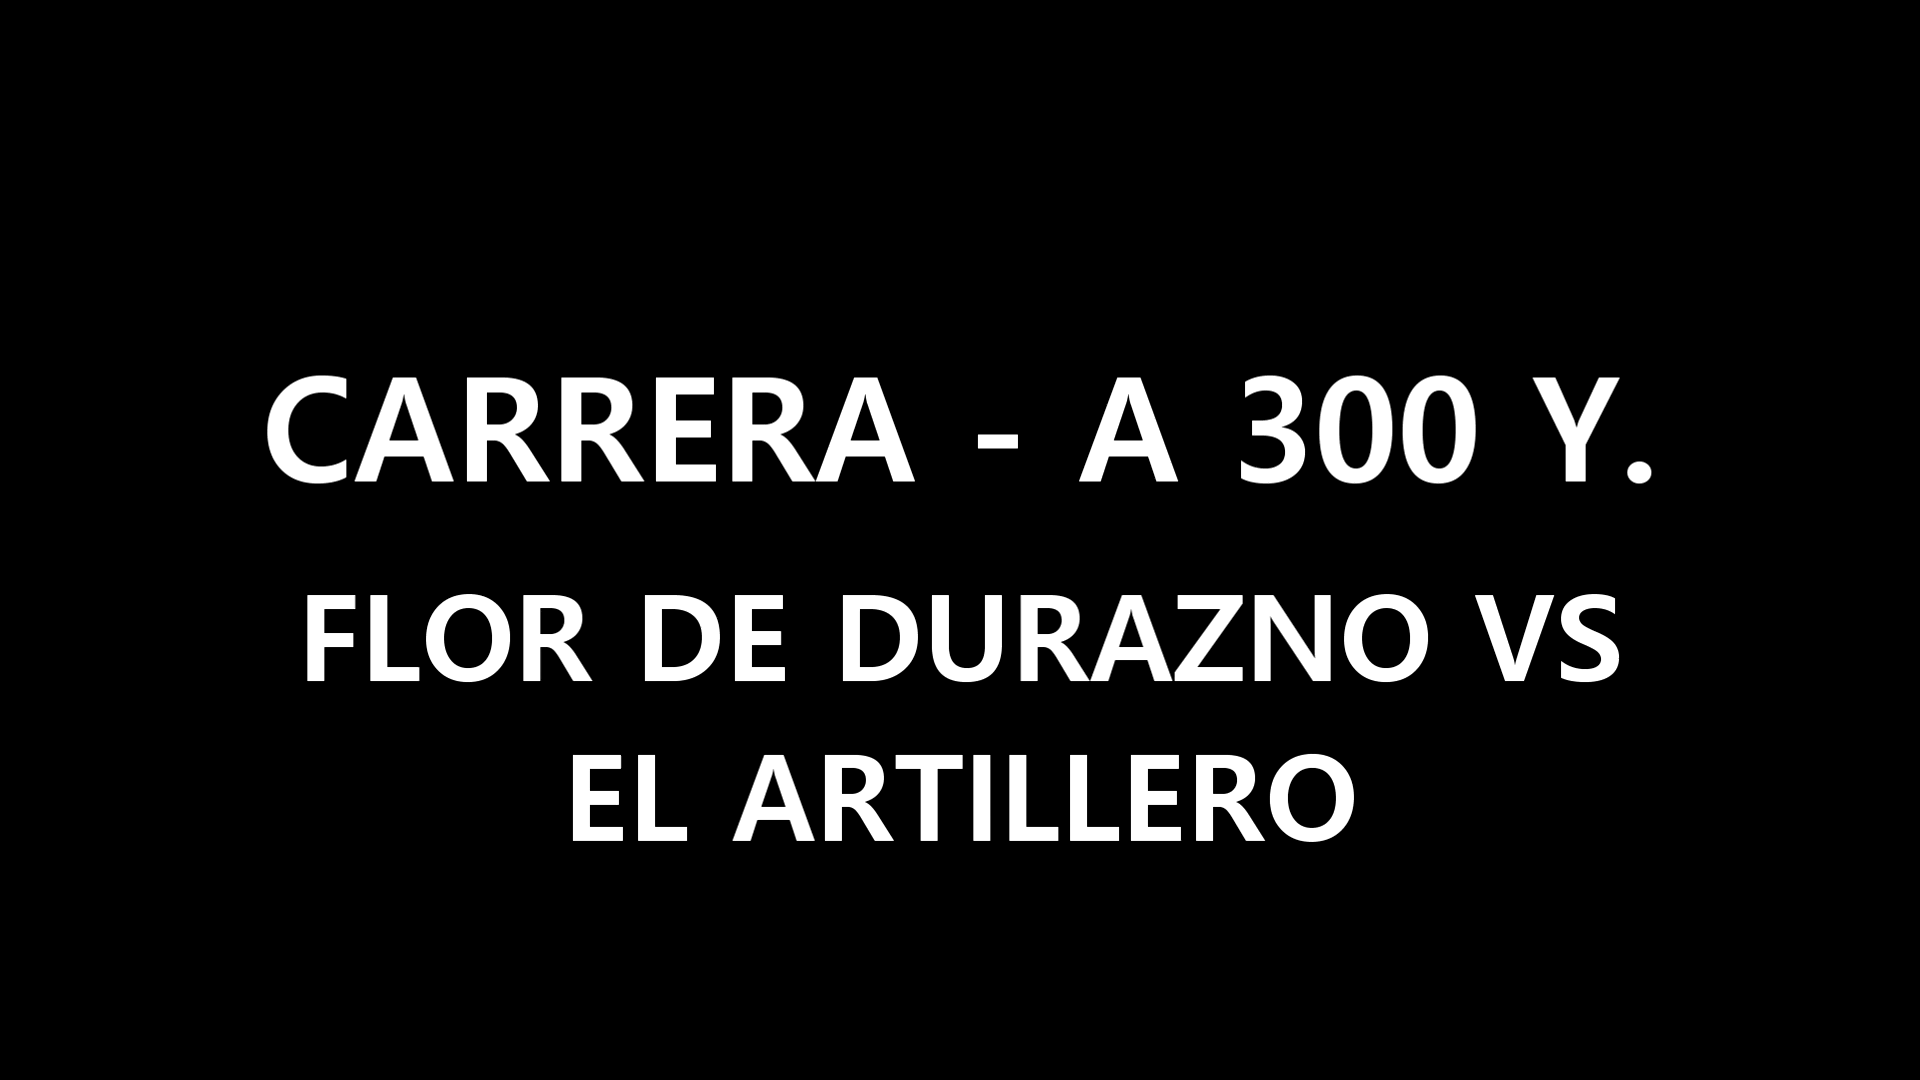 CARRERA - A 300 Y.
FLOR DE DURAZNO VS
EL ARTILLERO